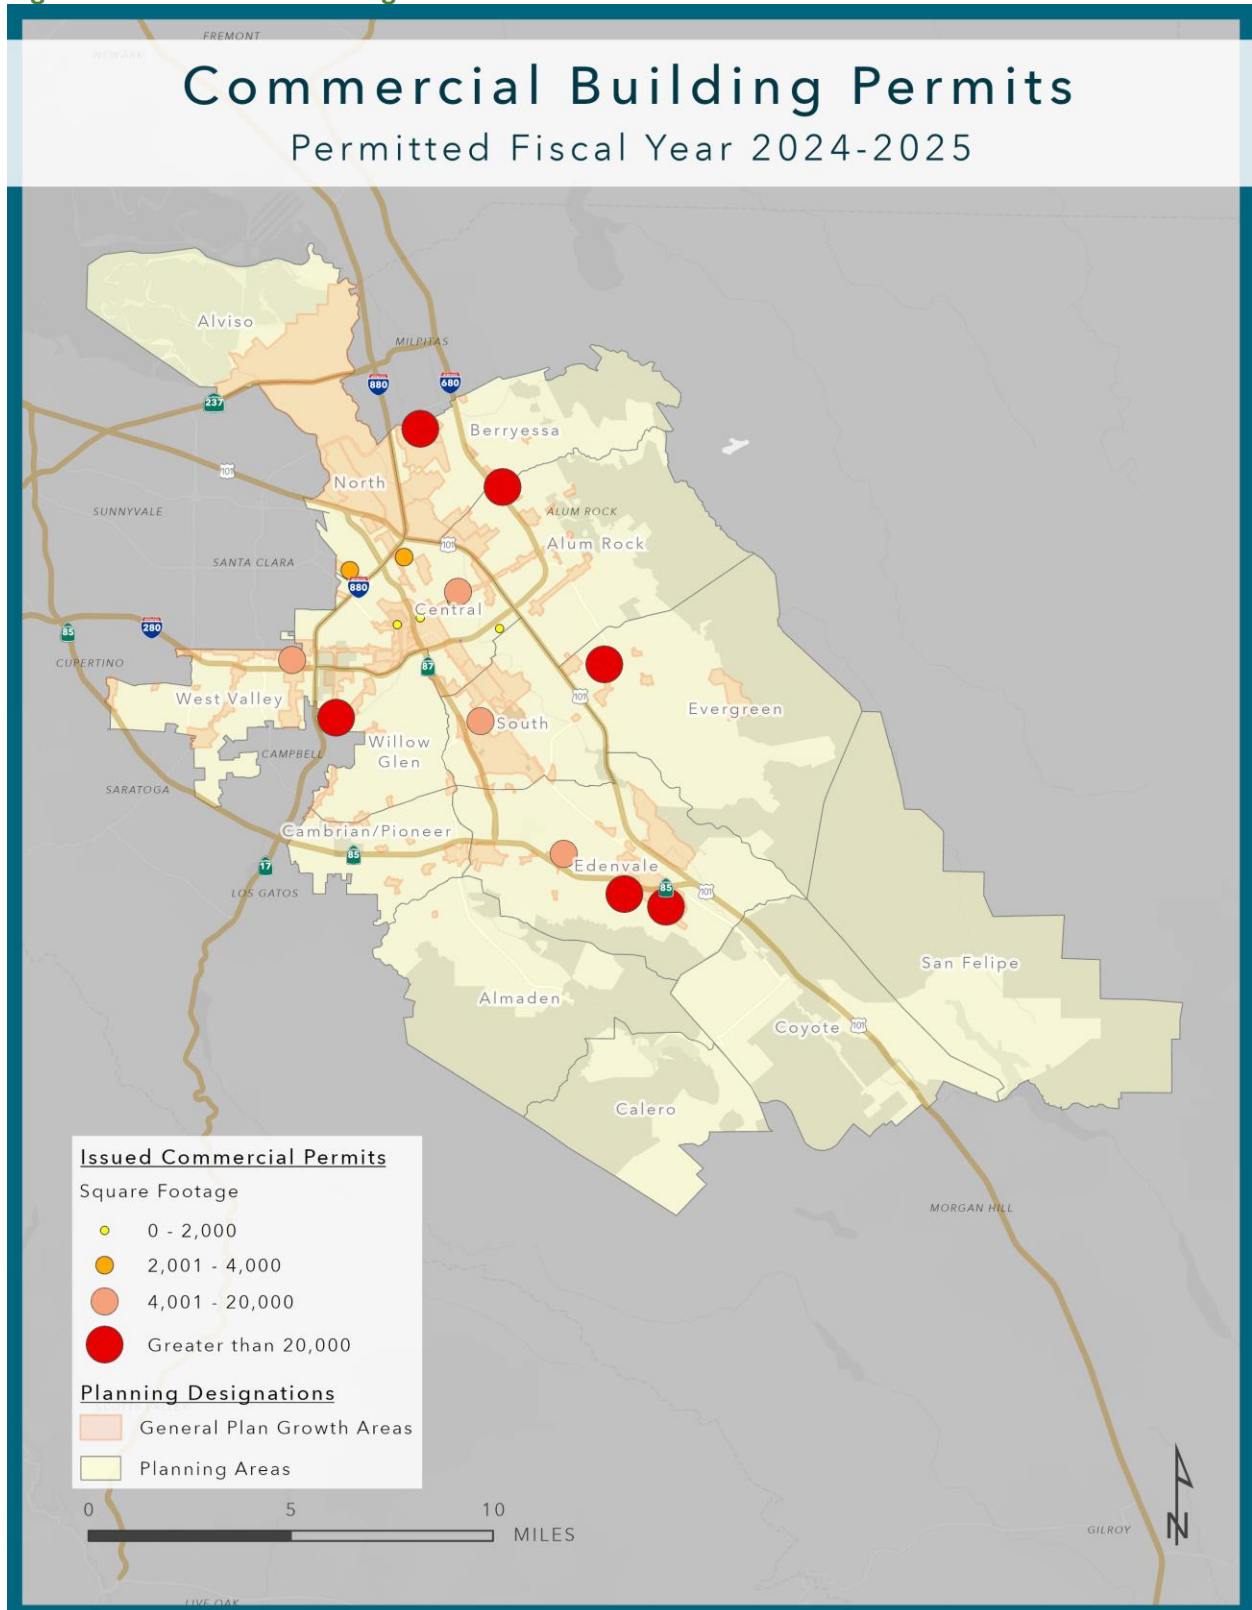 FREMONT
NEWARK
Commercial Building Permits
Permitted Fiscal Year 2024-2025
Alviso
MILPITAS
880
680
237
Berryessa
101
North
SUNNYVALE
ALUM ROCK
101
Alum Rock
SANTA CLARA
880
Central
280
85
CUPERTINO
87
101
West Valley
Evergreen
South
Willow
Glen
CAMPBELL
SARATOGA
Cambrian/Pioneer
85
17
Edenvale
85
101
LOS GATOS
San Felipe
Almaden
Coyote
101
Calero
MORGAN HILL
Issued Commercial Permits
Square Footage
0 - 2,000
2,001 - 4,000
4,001 - 20,000
Greater than 20,000
Planning Designations
General Plan Growth Areas
Planning Areas
0 5 10
MILES
N
GILROY
LIVE OAK